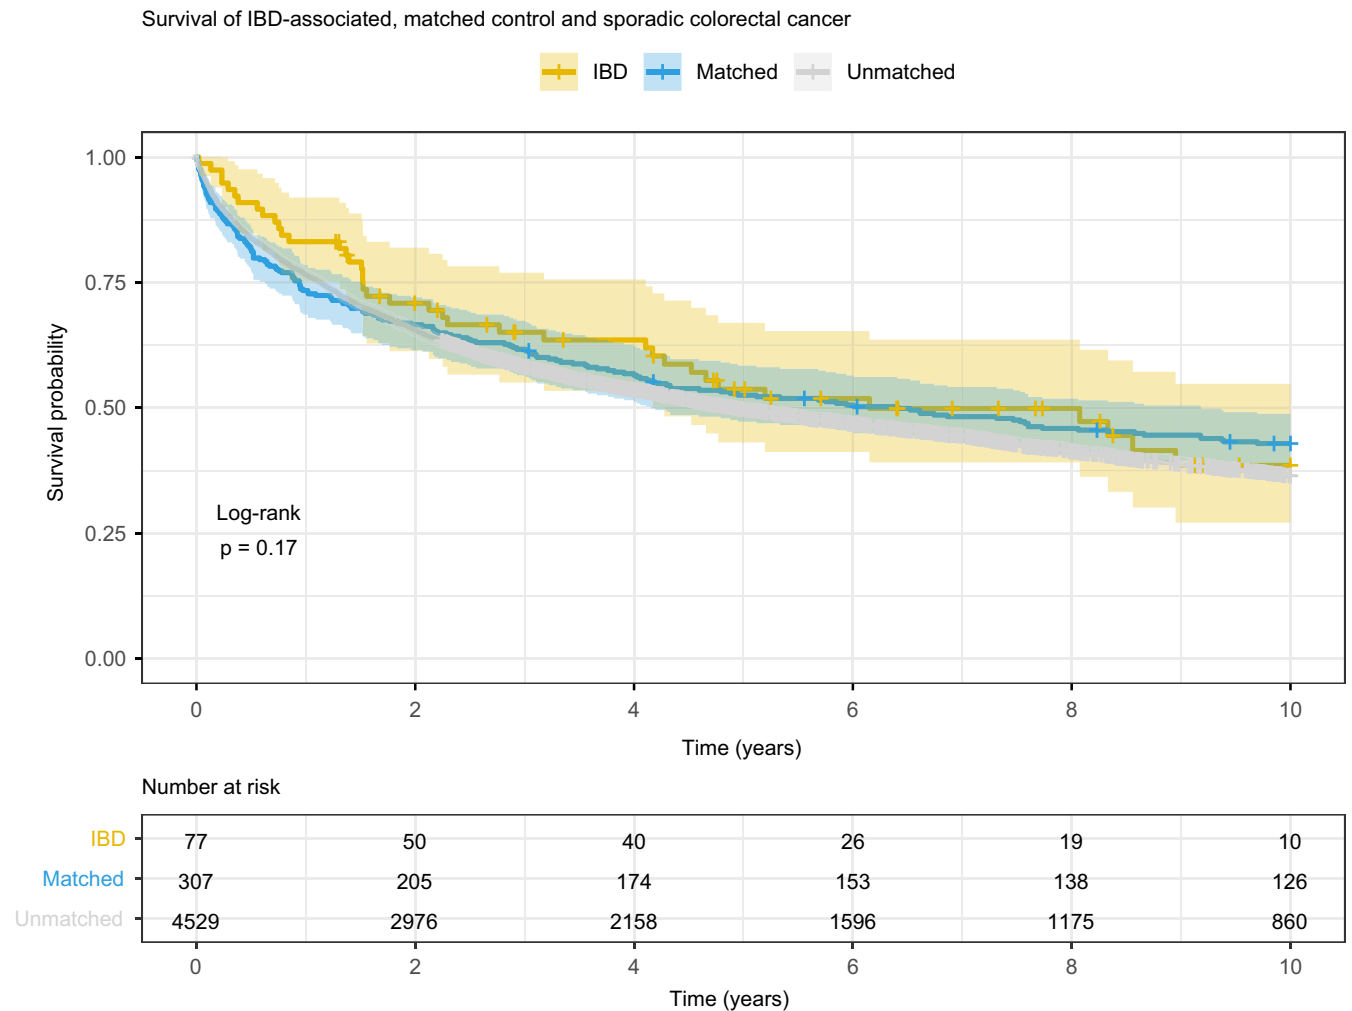 Survival of IBD-associated, matched control and sporadic colorectal cancer
IBD Matched Unmatched
1.00
0.75
0.50
0.25
0.00
Survival probability
Log-rank
p = 0.17
0 2 4 6 8 10
Time (years)
Number at risk
IBD 77 50 40 26 19 10
Matched 307 205 174 153 138 126
Unmatched 4529 2976 2158 1596 1175 860
0 2 4 6 8 10
Time (years)